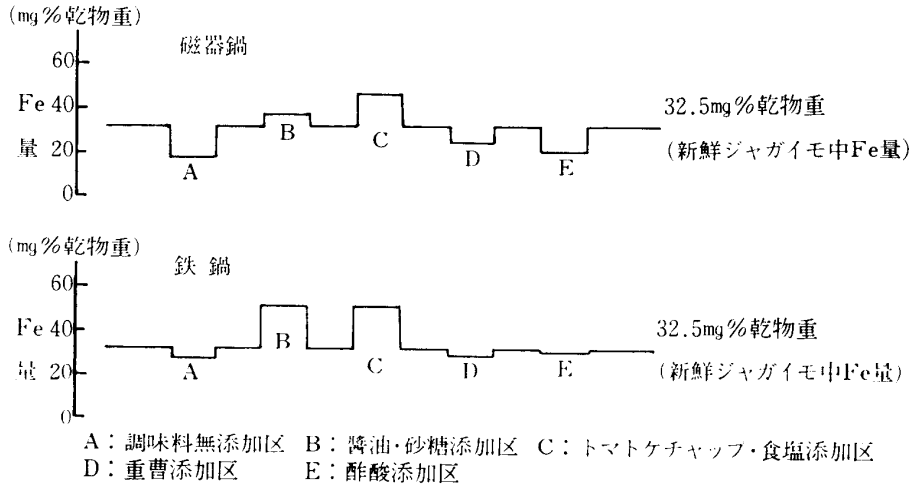 (mg%乾物重)
磁器鍋
60
Fe 40
量 20
0
A
B
C
D
E
32.5mg%乾物重
(新鮮ジャガイモ中Fe量)
(mg%乾物重)
鉄 鍋
60
Fe 40
量 20
0
A
B
C
D
E
32.5mg%乾物重
(新鮮ジャガイモ中Fe量)
A：調味料無添加区 B：醬油・砂糖添加区 C：トマトケチャップ・食塩添加区
D：重曹添加区 E：酢酸添加区